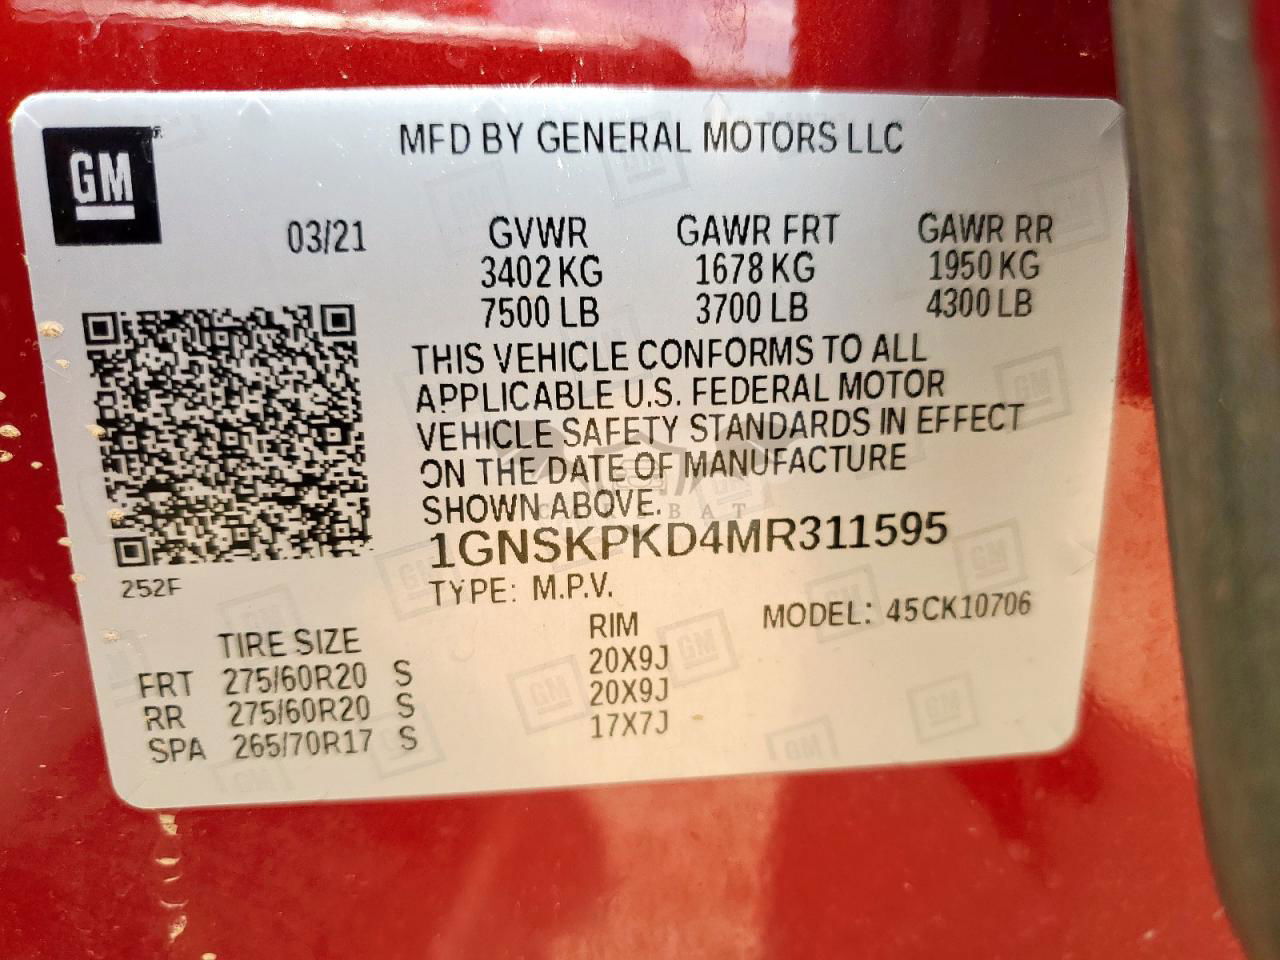 GM
MFD BY GENERAL MOTORS LLC
03/21
GVWR GAWR FRT GAWR RR
3402 KG 1678 KG 1950 KG
7500 LB 3700 LB 4300 LB
THIS VEHICLE CONFORMS TO ALL
APPLICABLE U.S. FEDERAL MOTOR
VEHICLE SAFETY STANDARDS IN EFFECT
ON THE DATE OF MANUFACTURE
SHOWN ABOVE.
1GNSKPKD4MR311595
252F
TYPE: M.P.V.
MODEL: 45CK10706
TIRE SIZE RIM
FRT 275/60R20 S 20X9J
RR 275/60R20 S 20X9J
SPA 265/70R17 S 17X7J